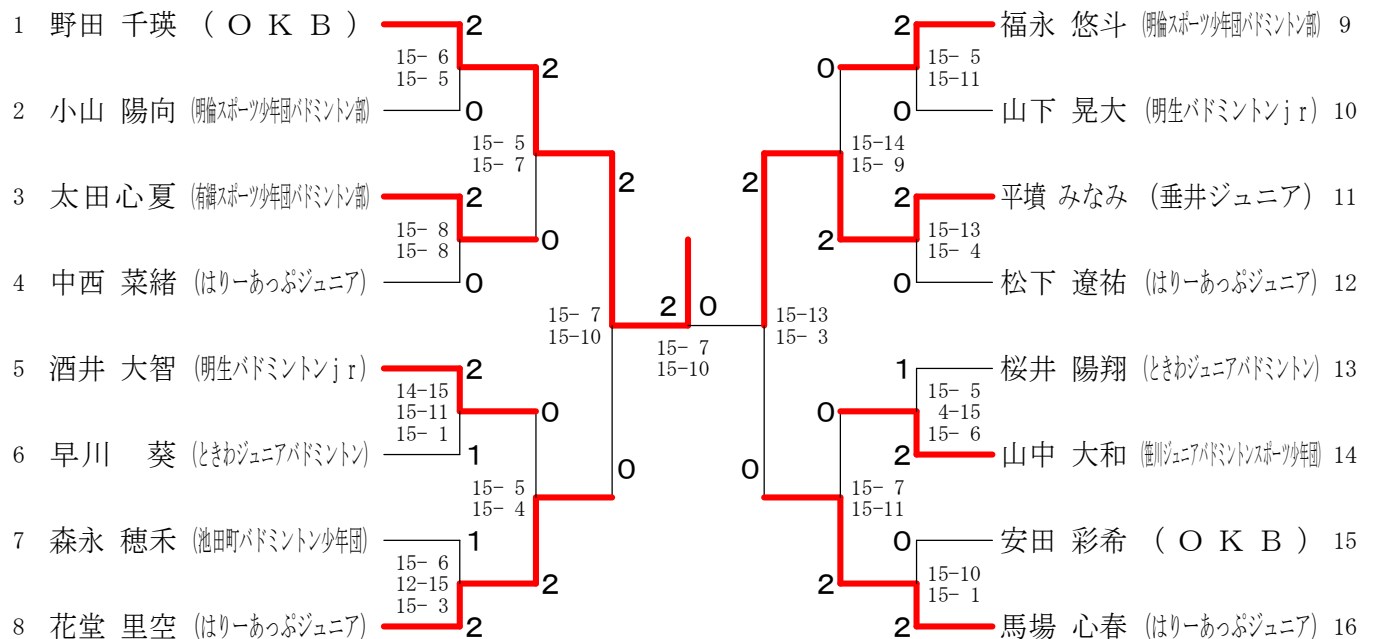 1 野田 千瑛 (ＯＫＢ) 2
15- 6
15- 5
2
2 小山 陽向 (明倫スポーツ少年団バドミントン部) 0
15- 5
15- 7
2
3 太田心夏 (有緝スポーツ少年団バドミントン部) 2
15- 8
15- 8
0
4 中西 菜緒 (はりーあっぷジュニア) 0
15- 7
15-10
5 酒井 大智 (明生バドミントンｊｒ) 2
14-15
15-11
15- 1
0
6 早川 葵 (ときわジュニアバドミントン) 1
15- 5
15- 4
0
7 森永 穂禾 (池田町バドミントン少年団) 1
15- 6
12-15
15- 3
2
8 花堂 里空 (はりーあっぷジュニア) 2
2 0
15- 7
15-10
2 福永 悠斗 (明倫スポーツ少年団バドミントン部) 9
0
15- 5
15-11
0 山下 晃大 (明生バドミントンｊｒ) 10
15-14
15- 9
2
2 平墳 みなみ (垂井ジュニア) 11
2
15-13
15- 4
0 松下 遼祐 (はりーあっぷジュニア) 12
15-13
15- 3
1 桜井 陽翔 (ときわジュニアバドミントン) 13
0
15- 5
4-15
15- 6
2 山中 大和 (笹川ジュニアバドミントンスポーツ少年団) 14
0
15- 7
15-11
0 安田 彩希 (ＯＫＢ) 15
2
15-10
15- 1
2 馬場 心春 (はりーあっぷジュニア) 16